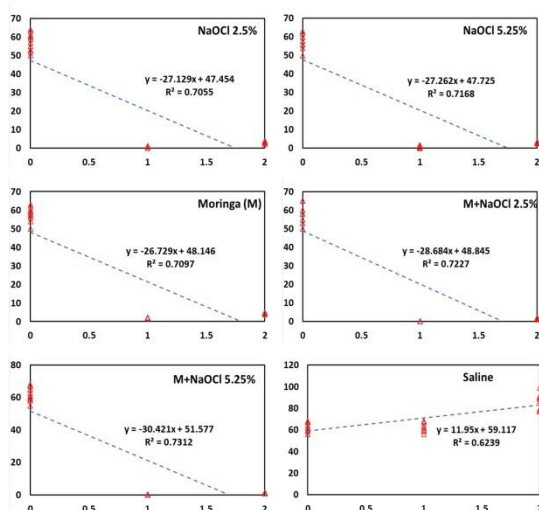 NaOCl 2.5%
70
60
50
40
30
20
10
0
y = -27.129x + 47.454
R² = 0.7055
0 0.5 1 1.5 2
NaOCl 5.25%
70
60
50
40
30
20
10
0
y = -27.262x + 47.725
R² = 0.7168
0 0.5 1 1.5 2
Moringa (M)
70
60
50
40
30
20
10
0
y = -26.729x + 48.146
R² = 0.7097
0 0.5 1 1.5 2
M+NaOCl 2.5%
70
60
50
40
30
20
10
0
y = -28.684x + 48.845
R² = 0.7227
0 0.5 1 1.5 2
M+NaOCl 5.25%
80
60
40
20
0
y = -30.421x + 51.577
R² = 0.7312
0 0.5 1 1.5 2
Saline
120
100
80
60
40
20
0
y = 11.95x + 59.117
R² = 0.6239
0 0.5 1 1.5